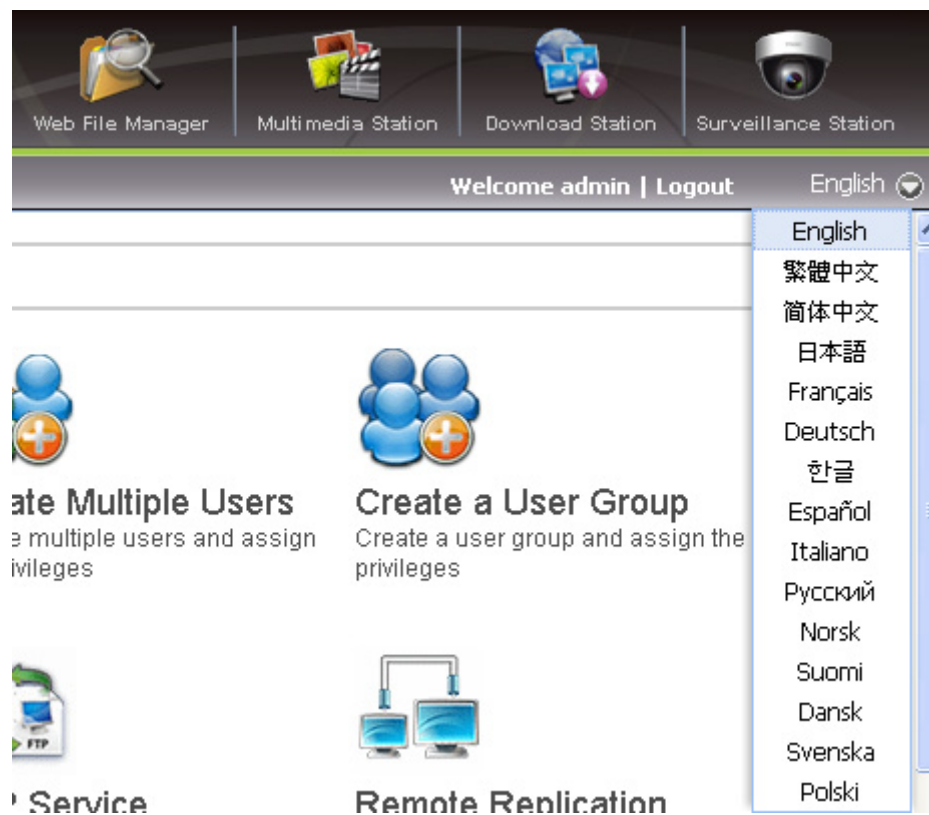 Web File Manager
Multimedia Station
Download Station
Surveillance Station
Welcome admin | Logout
English
English
繁體中文
简体中文
日本語
Français
Deutsch
한글
Español
Italiano
Русский
Norsk
Suomi
Dansk
Svenska
Polski
Multiple Users
multiple users and assign
Create a User Group
Create a user group and assign the
privileges
FTP
Service
Remote Replication